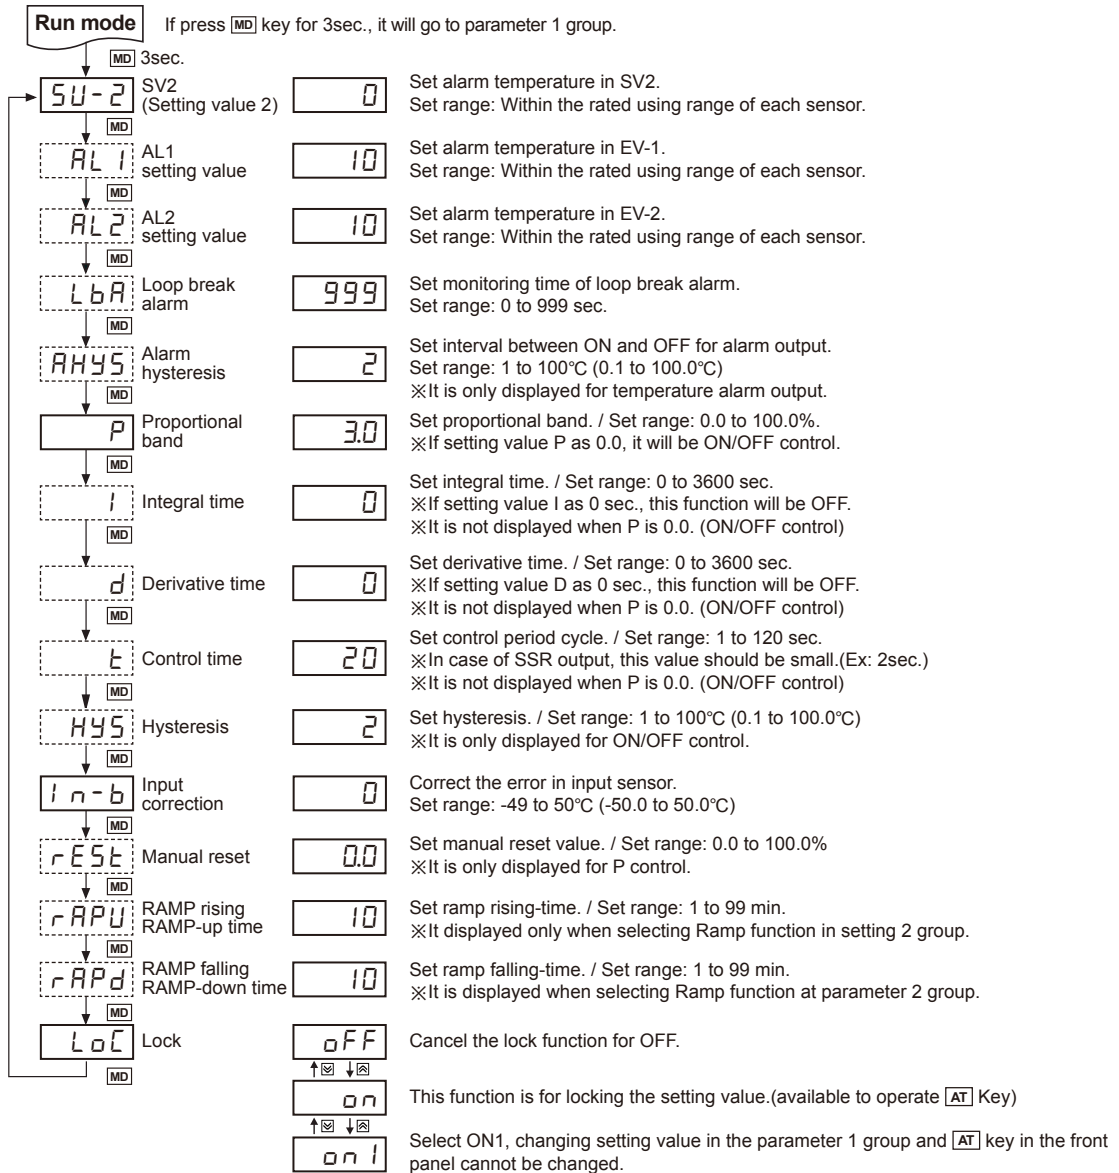 Run mode If press MD key for 3sec., it will go to parameter 1 group.
MD 3sec.
SU-2 SV2 0 Set alarm temperature in SV2.
(Setting value 2) Set range: Within the rated using range of each sensor.
MD
AL1 AL1 10 Set alarm temperature in EV-1.
setting value Set range: Within the rated using range of each sensor.
MD
AL2 AL2 10 Set alarm temperature in EV-2.
setting value Set range: Within the rated using range of each sensor.
MD
LbA Loop break 999 Set monitoring time of loop break alarm.
alarm Set range: 0 to 999 sec.
MD
AHYS Alarm 2 Set interval between ON and OFF for alarm output.
hysteresis Set range: 1 to 100℃ (0.1 to 100.0℃)
※It is only displayed for temperature alarm output.
MD
P Proportional 3.0 Set proportional band. / Set range: 0.0 to 100.0%.
band ※If setting value P as 0.0, it will be ON/OFF control.
MD
I Integral time 0 Set integral time. / Set range: 0 to 3600 sec.
※If setting value I as 0 sec., this function will be OFF.
※It is not displayed when P is 0.0. (ON/OFF control)
MD
d Derivative time 0 Set derivative time. / Set range: 0 to 3600 sec.
※If setting value D as 0 sec., this function will be OFF.
※It is not displayed when P is 0.0. (ON/OFF control)
MD
t Control time 20 Set control period cycle. / Set range: 1 to 120 sec.
※In case of SSR output, this value should be small.(Ex: 2sec.)
※It is not displayed when P is 0.0. (ON/OFF control)
MD
HYS Hysteresis 2 Set hysteresis. / Set range: 1 to 100℃ (0.1 to 100.0℃)
※It is only displayed for ON/OFF control.
MD
In-b Input 0 Correct the error in input sensor.
correction Set range: -49 to 50℃ (-50.0 to 50.0℃)
MD
rESt Manual reset 0.0 Set manual reset value. / Set range: 0.0 to 100.0%
※It is only displayed for P control.
MD
rAPU RAMP rising 10 Set ramp rising-time. / Set range: 1 to 99 min.
RAMP-up time ※It displayed only when selecting Ramp function in setting 2 group.
MD
rAPd RAMP falling 10 Set ramp falling-time. / Set range: 1 to 99 min.
RAMP-down time ※It is displayed when selecting Ramp function at parameter 2 group.
MD
LoC Lock oFF Cancel the lock function for OFF.
MD
on This function is for locking the setting value.(available to operate AT Key)
on1 Select ON1, changing setting value in the parameter 1 group and AT key in the front
panel cannot be changed.